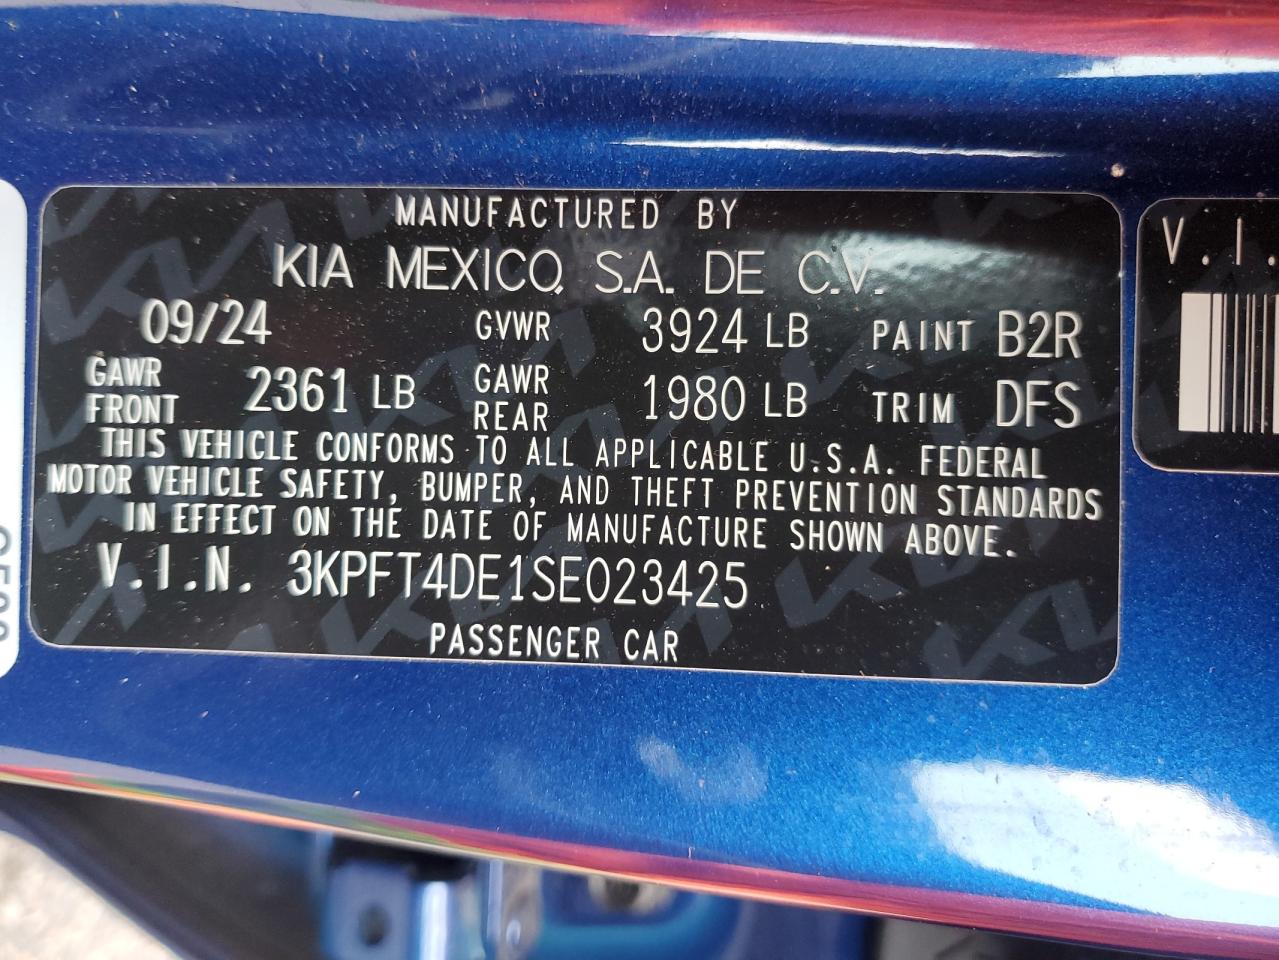 MANUFACTURED BY
KIA MEXICO, S.A. DE C.V.
09/24 GVWR 3924 LB PAINT B2R
GAWR FRONT 2361 LB GAWR REAR 1980 LB TRIM DFS
THIS VEHICLE CONFORMS TO ALL APPLICABLE U.S.A. FEDERAL
MOTOR VEHICLE SAFETY, BUMPER, AND THEFT PREVENTION STANDARDS
IN EFFECT ON THE DATE OF MANUFACTURE SHOWN ABOVE.
V.I.N. 3KPFT4DE1SE023425
PASSENGER CAR
V.I.